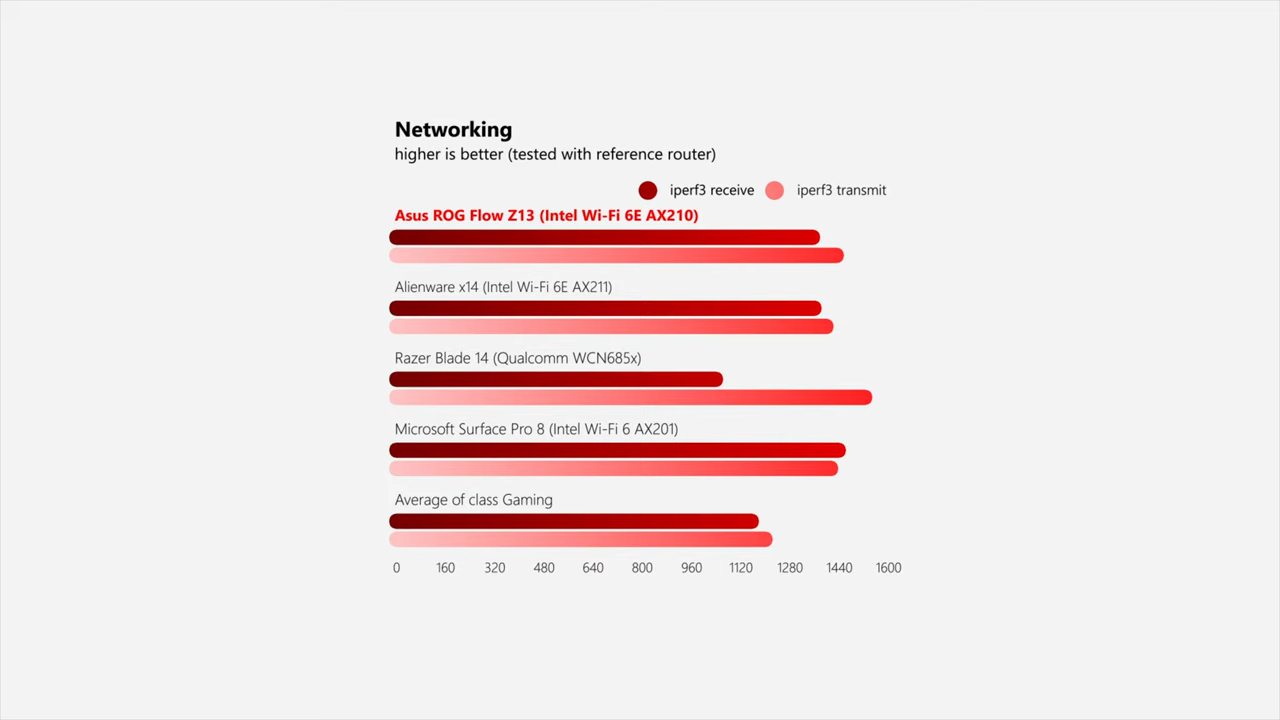 Networking
higher is better (tested with reference router)
iperf3 receive iperf3 transmit
Asus ROG Flow Z13 (Intel Wi-Fi 6E AX210)
Alienware x14 (Intel Wi-Fi 6E AX211)
Razer Blade 14 (Qualcomm WCN685x)
Microsoft Surface Pro 8 (Intel Wi-Fi 6 AX201)
Average of class Gaming
0 160 320 480 640 800 960 1120 1280 1440 1600